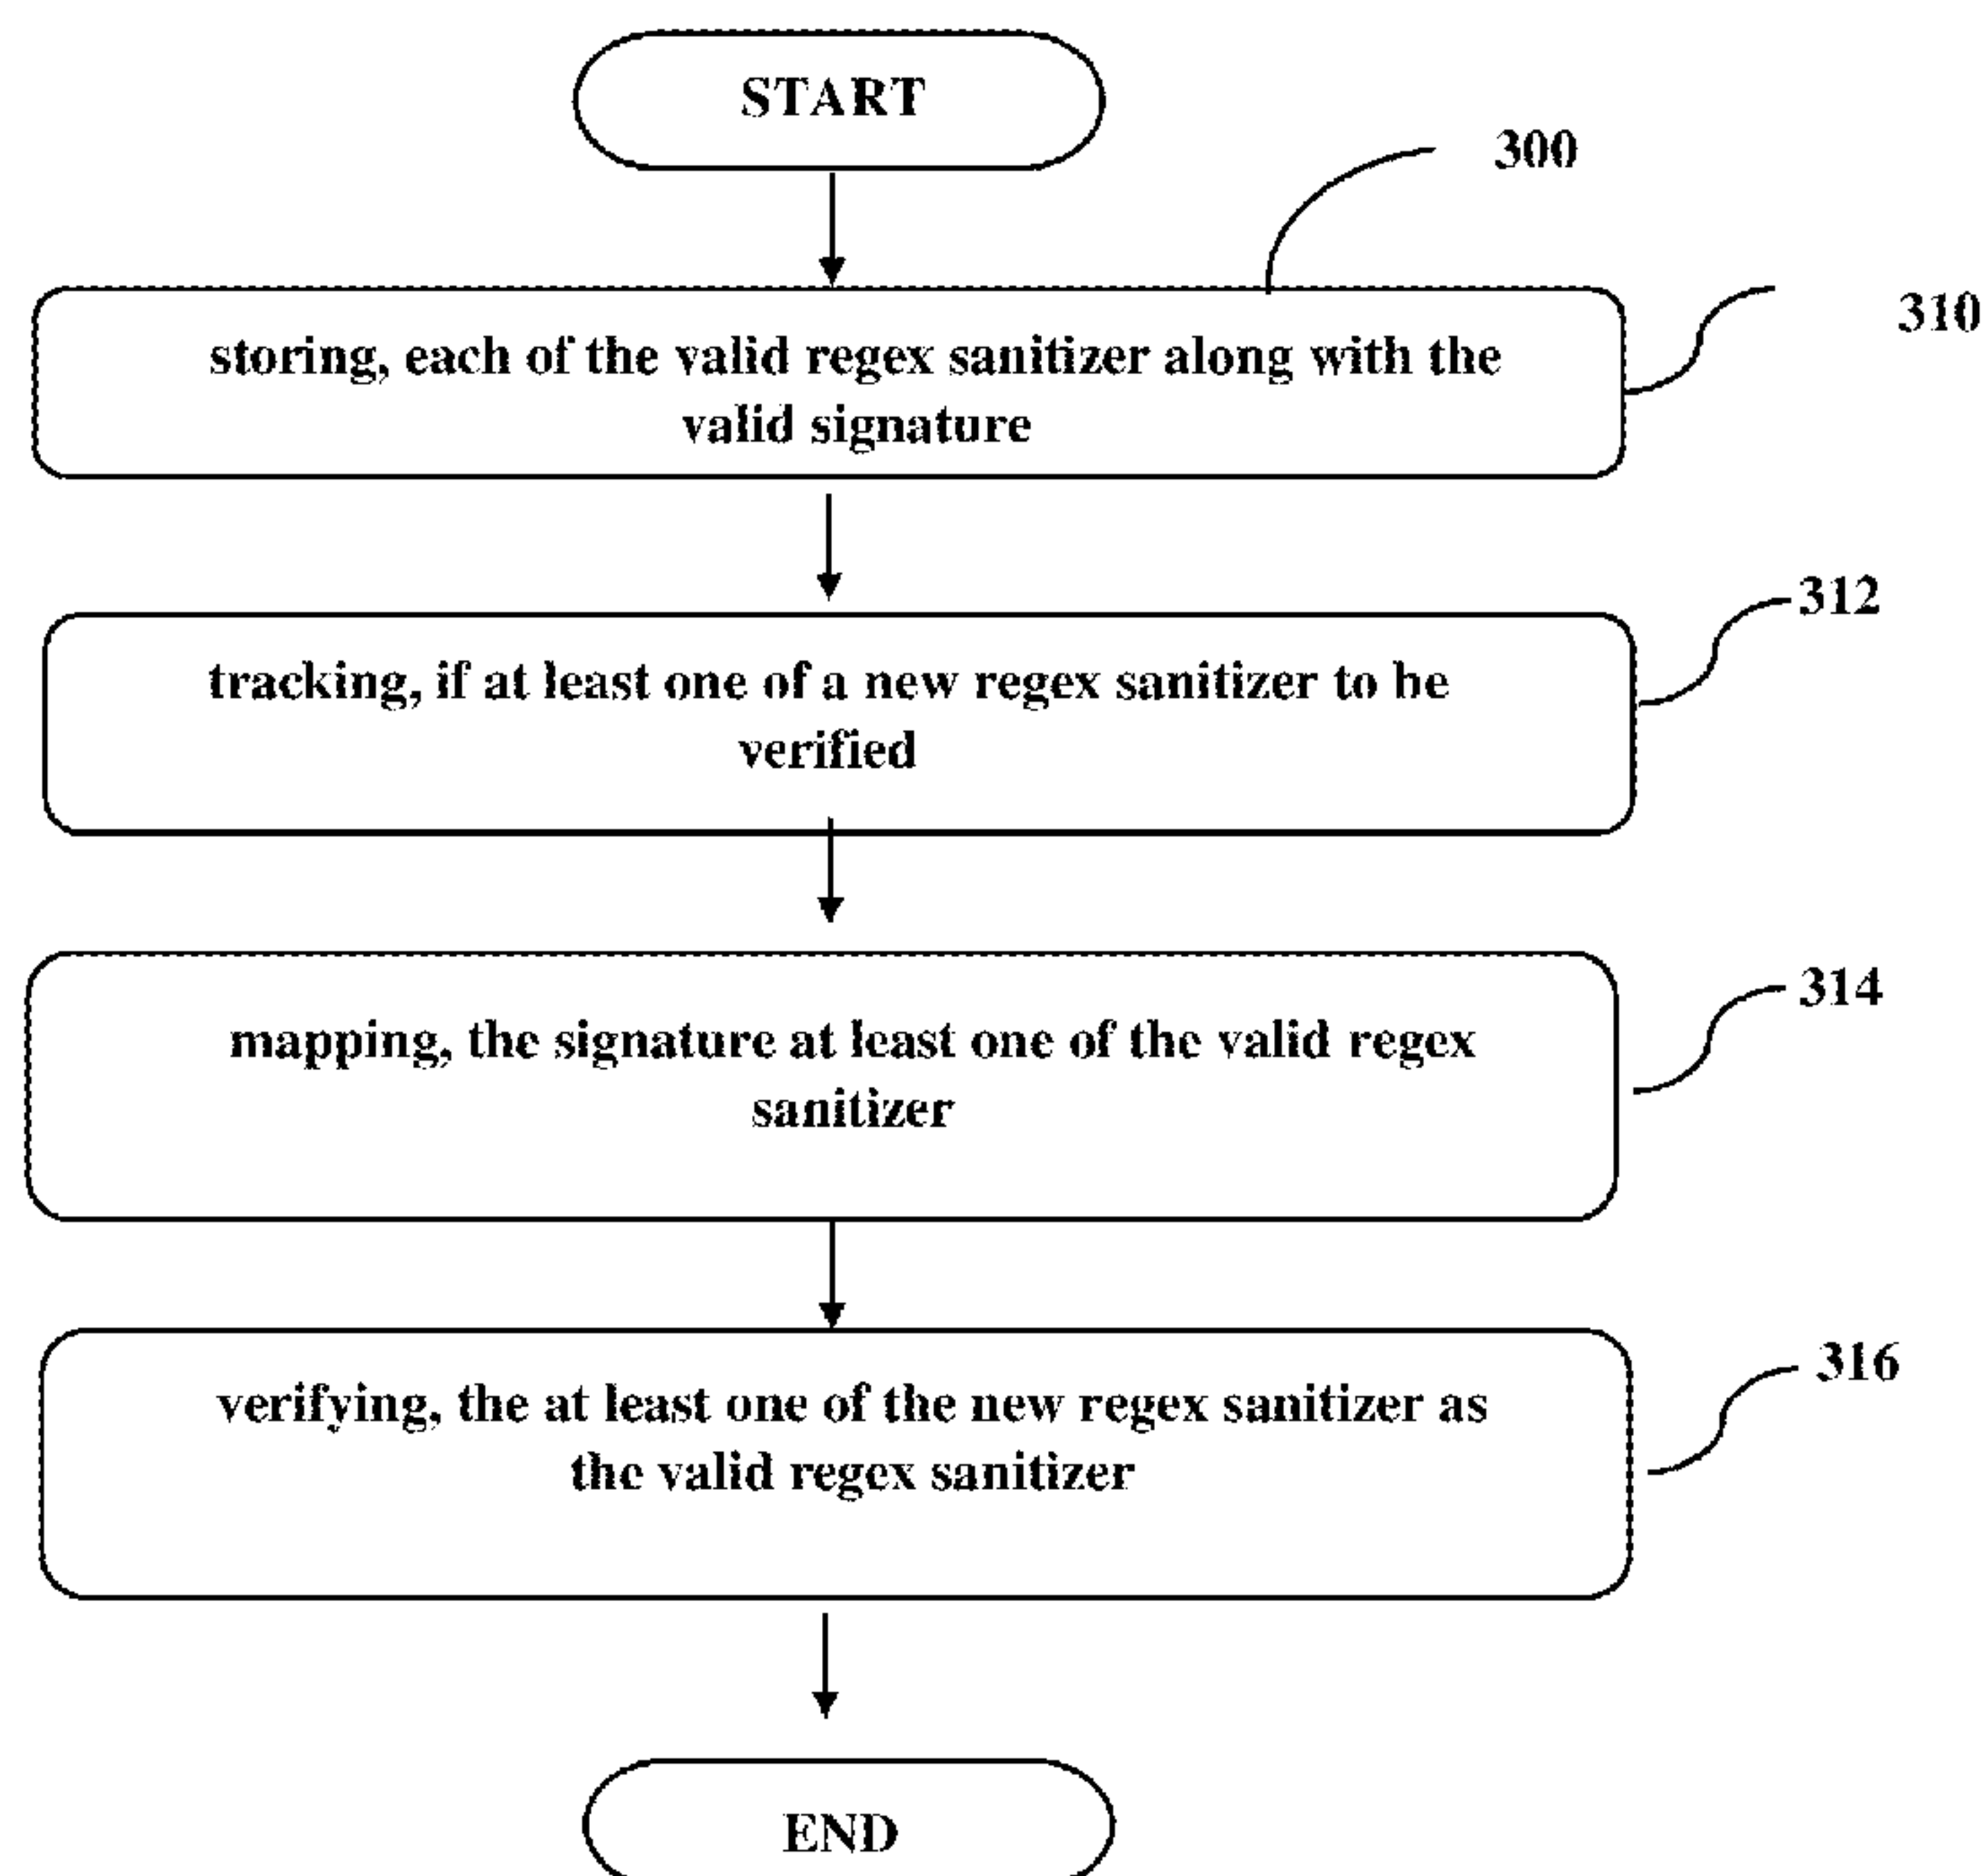 START
300
310
storing, each of the valid regex sanitizer along with the
valid signature
312
tracking, if at least one of a new regex sanitizer to be
verified
314
mapping, the signature at least one of the valid regex
sanitizer
316
verifying, the at least one of the new regex sanitizer as
the valid regex sanitizer
END